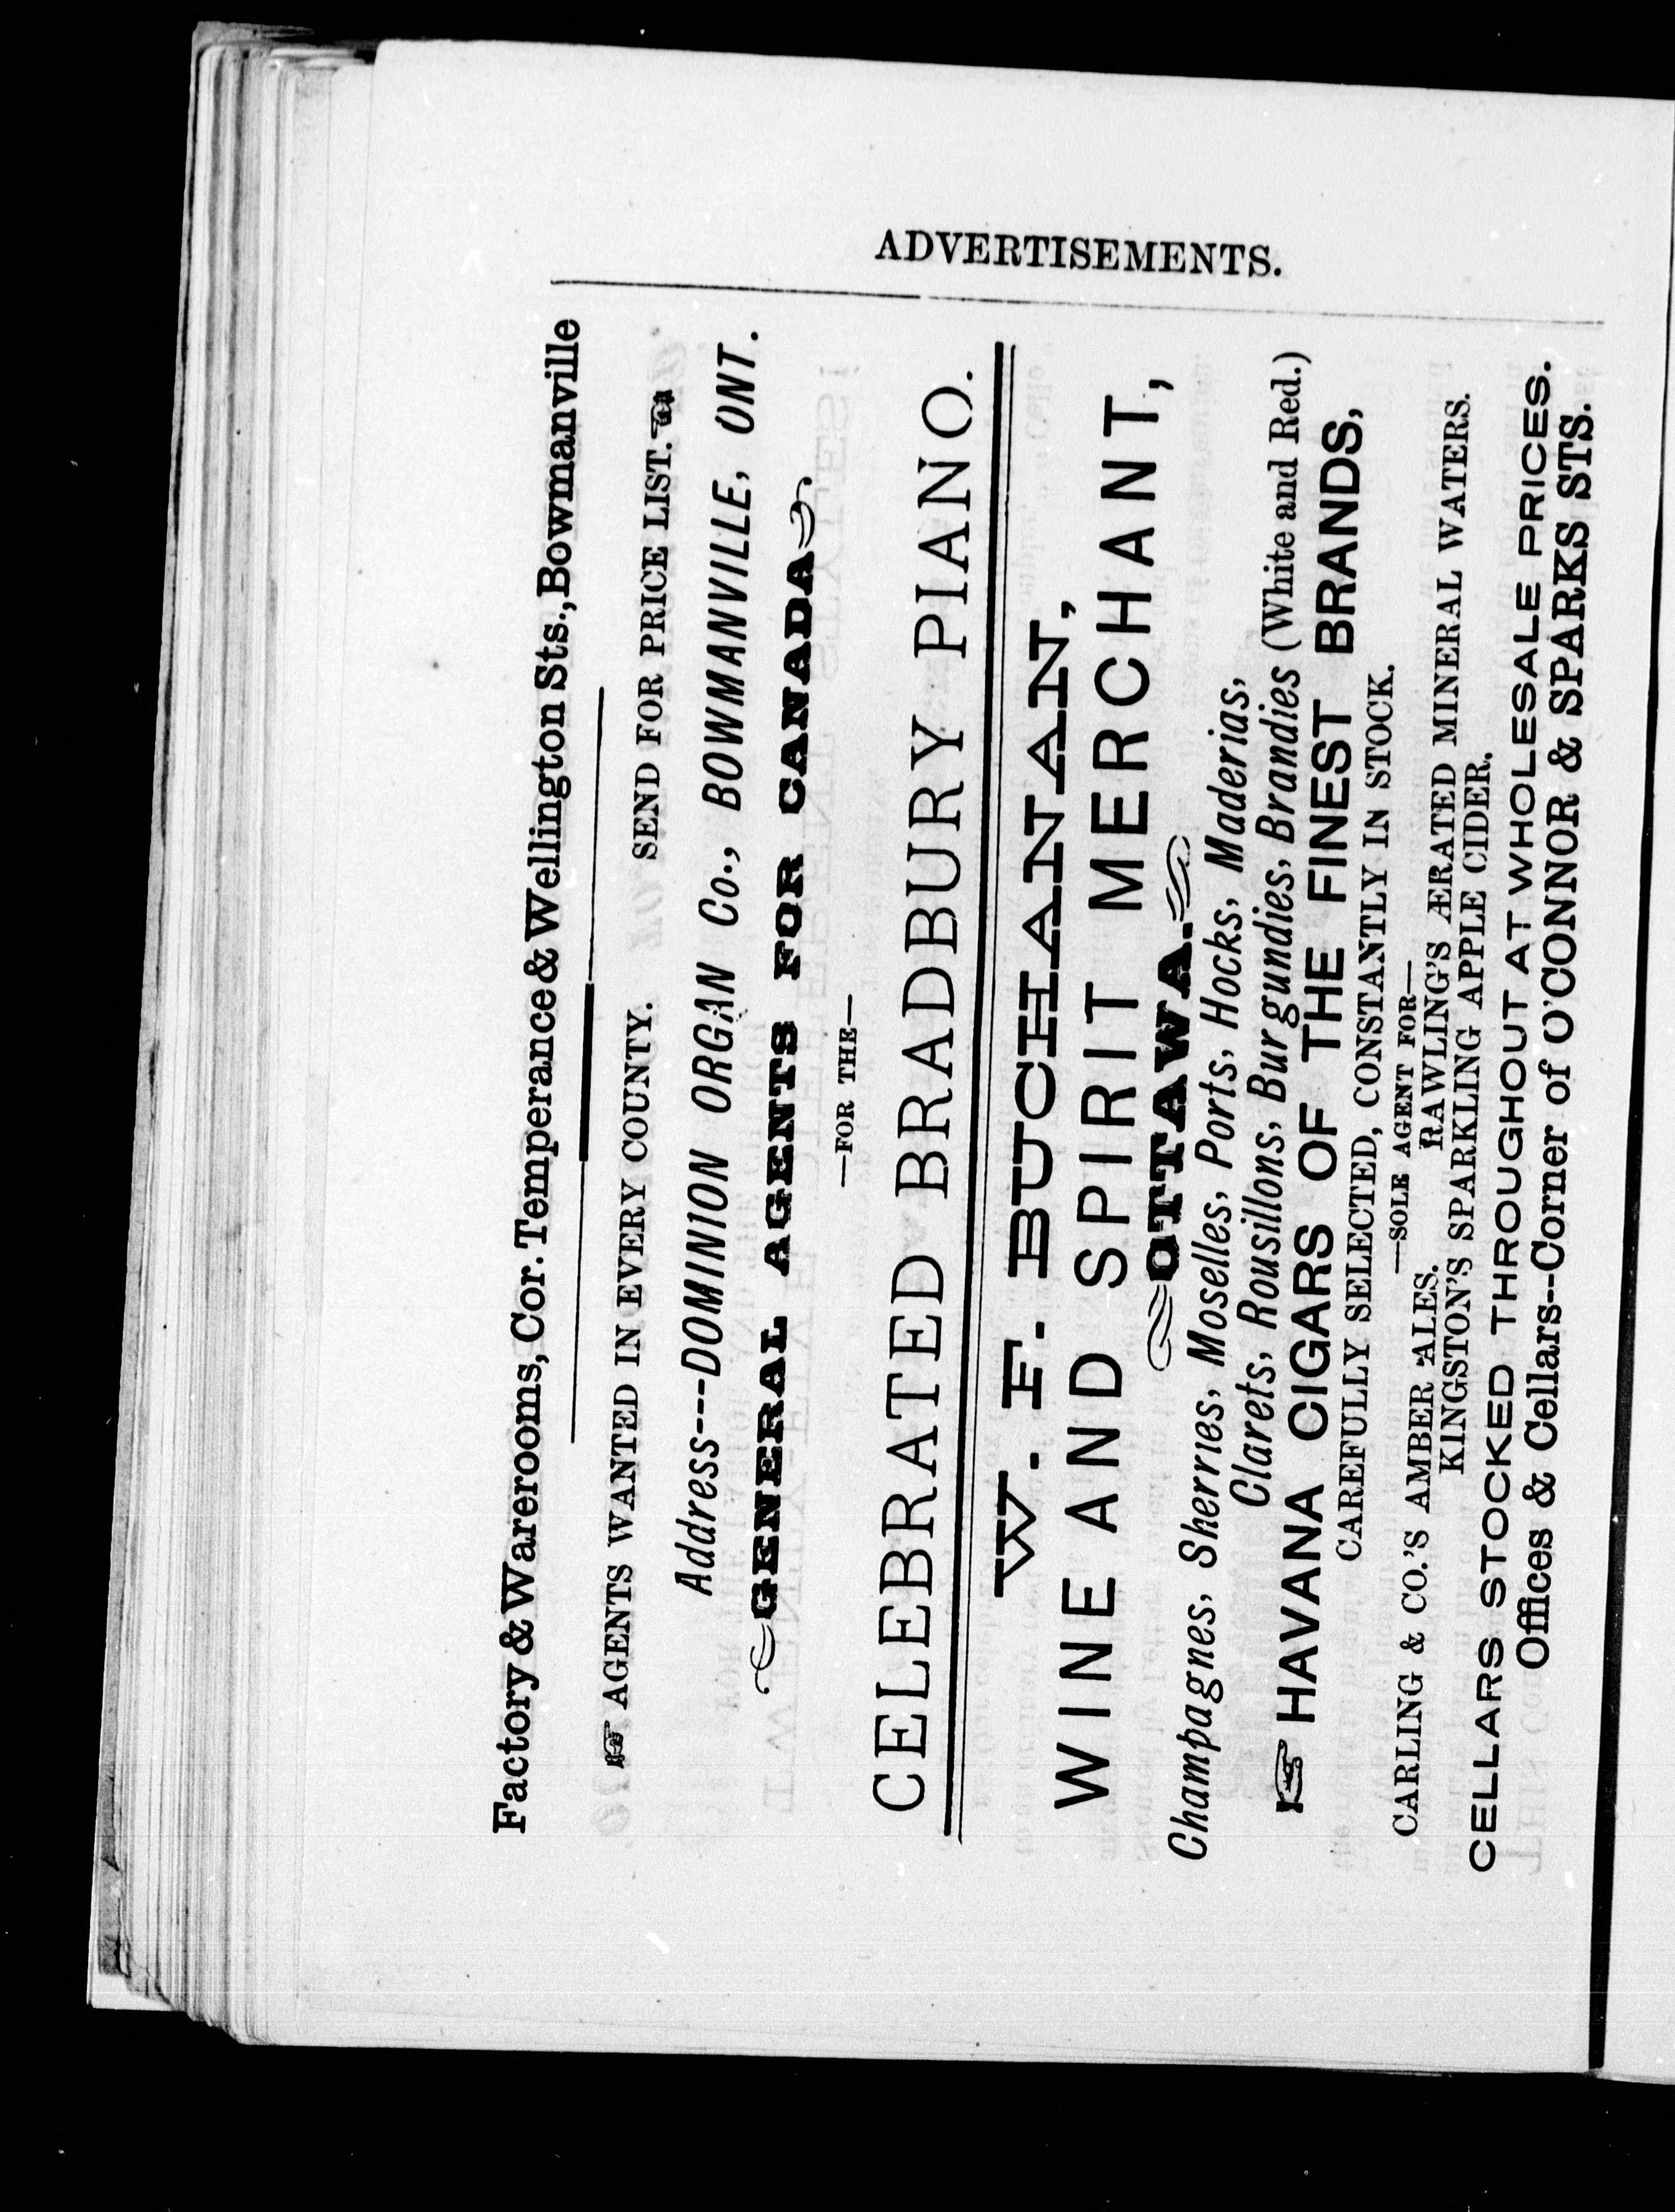 ADVERTISEMENTS.
Factory & Warerooms, Cor. Temperance & Wellington Sts., Bowmanville
☞ AGENTS WANTED IN EVERY COUNTY. SEND FOR PRICE LIST. ☜
Address---DOMINION ORGAN Co., BOWMANVILLE, ONT.
GENERAL AGENTS FOR CANADA
—FOR THE—
CELEBRATED BRADBURY PIANO.
W. F. BUCHANAN,
WINE AND SPIRIT MERCHANT,
OTTAWA.
Champagnes, Sherries, Moselles, Ports, Hocks, Maderias,
Clarets, Rousillons, Burgundies, Brandies (White and Red.)
☞ HAVANA CIGARS OF THE FINEST BRANDS,
CAREFULLY SELECTED, CONSTANTLY IN STOCK.
—SOLE AGENT FOR—
CARLING & CO.'S AMBER ALES. RAWLING'S ÆRATED MINERAL WATERS.
KINGSTON'S SPARKLING APPLE CIDER.
CELLARS STOCKED THROUGHOUT AT WHOLESALE PRICES.
Offices & Cellars--Corner of O'CONNOR & SPARKS STS.